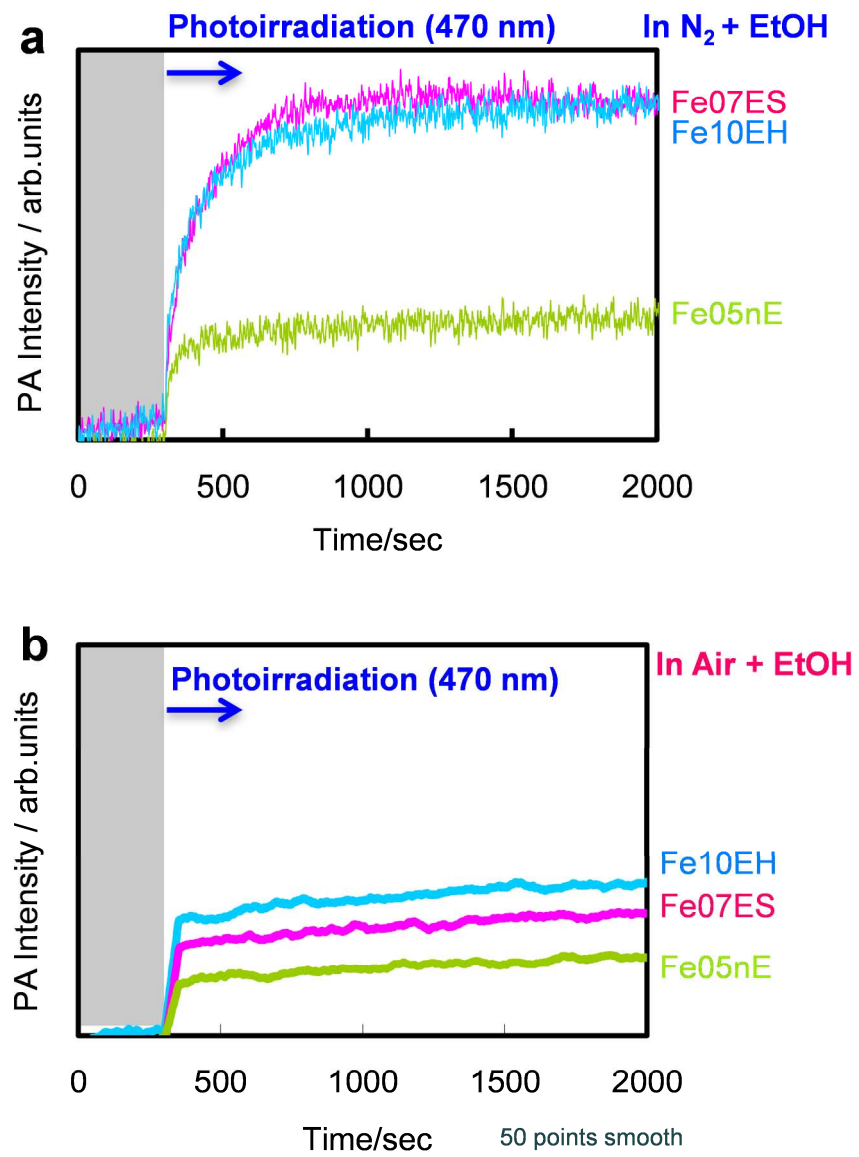 a
Photoirradiation (470 nm)
In N₂ + EtOH
PA Intensity / arb.units
Fe07ES
Fe10EH
Fe05nE
0 500 1000 1500 2000
Time/sec
b
Photoirradiation (470 nm)
In Air + EtOH
PA Intensity / arb.units
Fe10EH
Fe07ES
Fe05nE
0 500 1000 1500 2000
Time/sec
50 points smooth